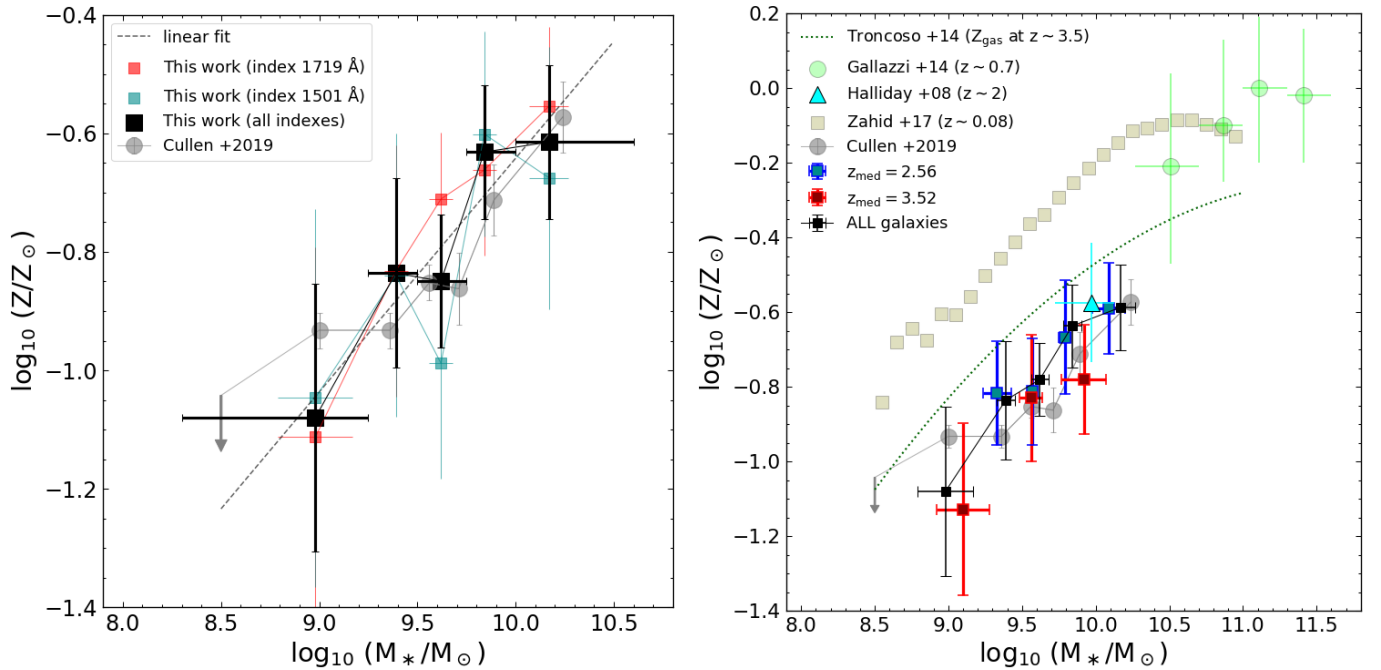 linear fit
This work (index 1719 Å)
This work (index 1501 Å)
This work (all indexes)
Cullen +2019
−0.6
−0.8
−1.0
−1.2
−1.4
log₁₀ (Z/Z☉)
8.0 8.5 9.0 9.5 10.0 10.5
log₁₀ (M∗/M☉)
Troncoso +14 (Z_gas at z ~ 3.5)
Gallazzi +14 (z ~ 0.7)
Halliday +08 (z ~ 2)
Zahid +17 (z ~ 0.08)
Cullen +2019
z_med = 2.56
z_med = 3.52
ALL galaxies
0.2
0.0
−0.2
−0.4
−0.6
−0.8
−1.0
−1.2
−1.4
log₁₀ (Z/Z☉)
8.0 8.5 9.0 9.5 10.0 10.5 11.0 11.5
log₁₀ (M∗/M☉)